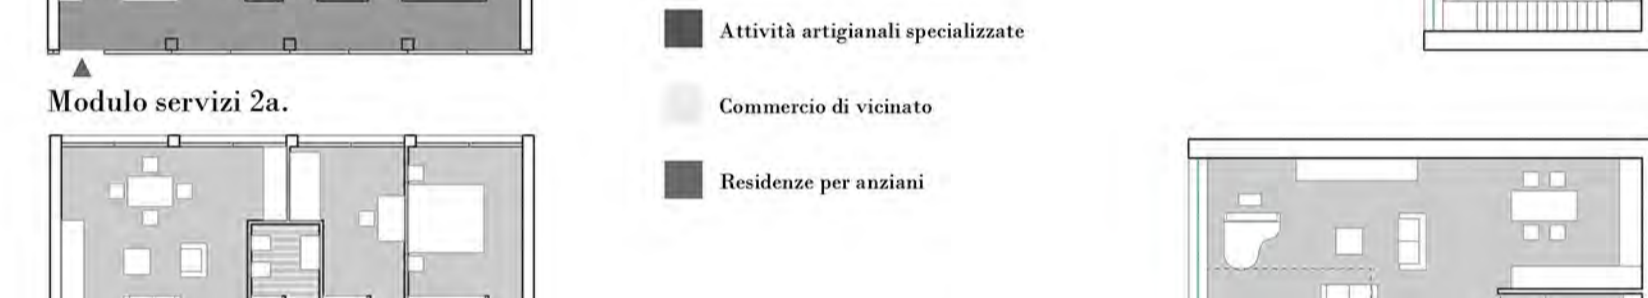 Attività artigianali specializzate
Modulo servizi 2a.
Commercio di vicinato
Residenze per anziani